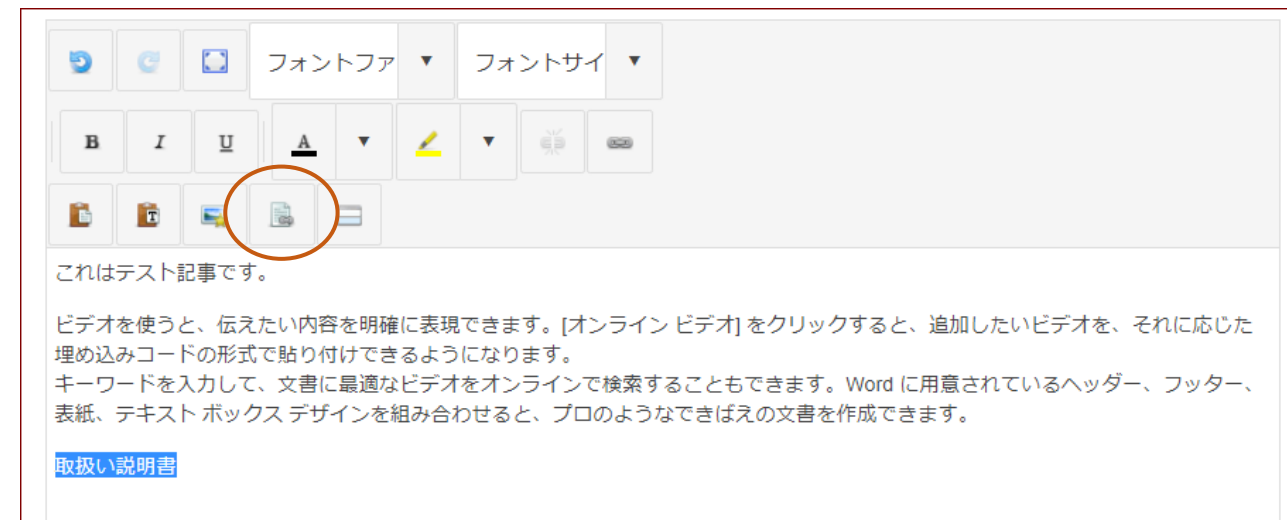 フォントファ フォントサイ
B I U A
T
これはテスト記事です。
ビデオを使うと、伝えたい内容を明確に表現できます。[オンライン ビデオ] をクリックすると、追加したいビデオを、それに応じた
埋め込みコードの形式で貼り付けできるようになります。
キーワードを入力して、文書に最適なビデオをオンラインで検索することもできます。Word に用意されているヘッダー、フッター、
表紙、テキスト ボックス デザインを組み合わせると、プロのようなできばえの文書を作成できます。
取扱い説明書